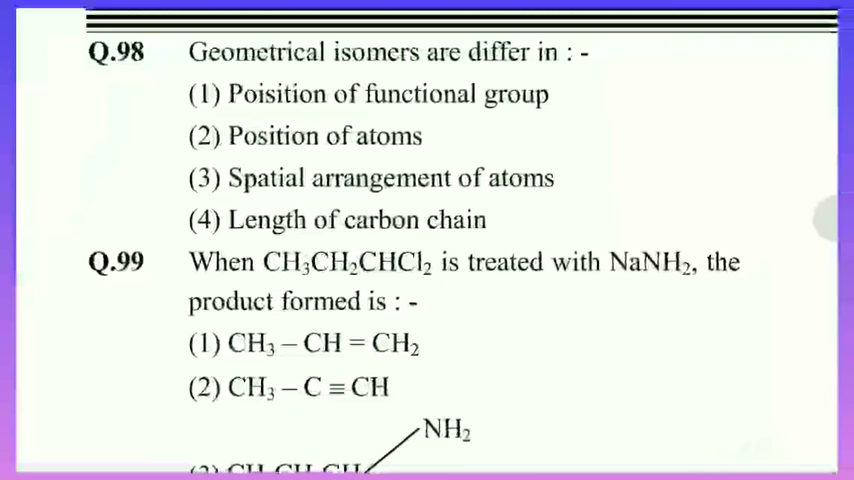 Q.98 Geometrical isomers are differ in : -
(1) Poisition of functional group
(2) Position of atoms
(3) Spatial arrangement of atoms
(4) Length of carbon chain
Q.99 When CH₃CH₂CHCl₂ is treated with NaNH₂, the
product formed is : -
(1) CH₃ – CH = CH₂
(2) CH₃ – C ≡ CH
NH₂